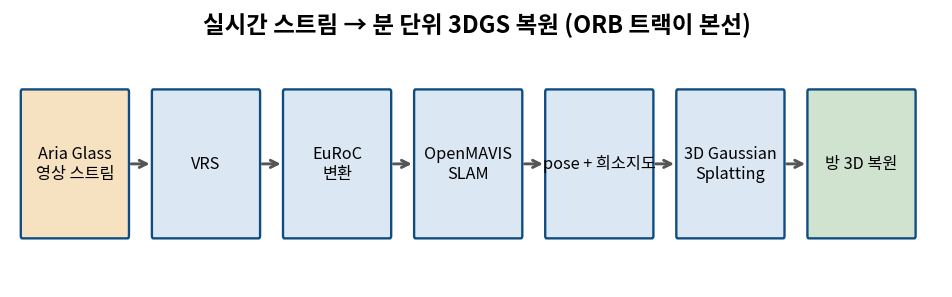 실시간 스트림 → 분 단위 3DGS 복원 (ORB 트랙이 본선)
Aria Glass
영상 스트림
VRS
EuRoC
변환
OpenMAVIS
SLAM
pose + 희소지도
3D Gaussian
Splatting
방 3D 복원